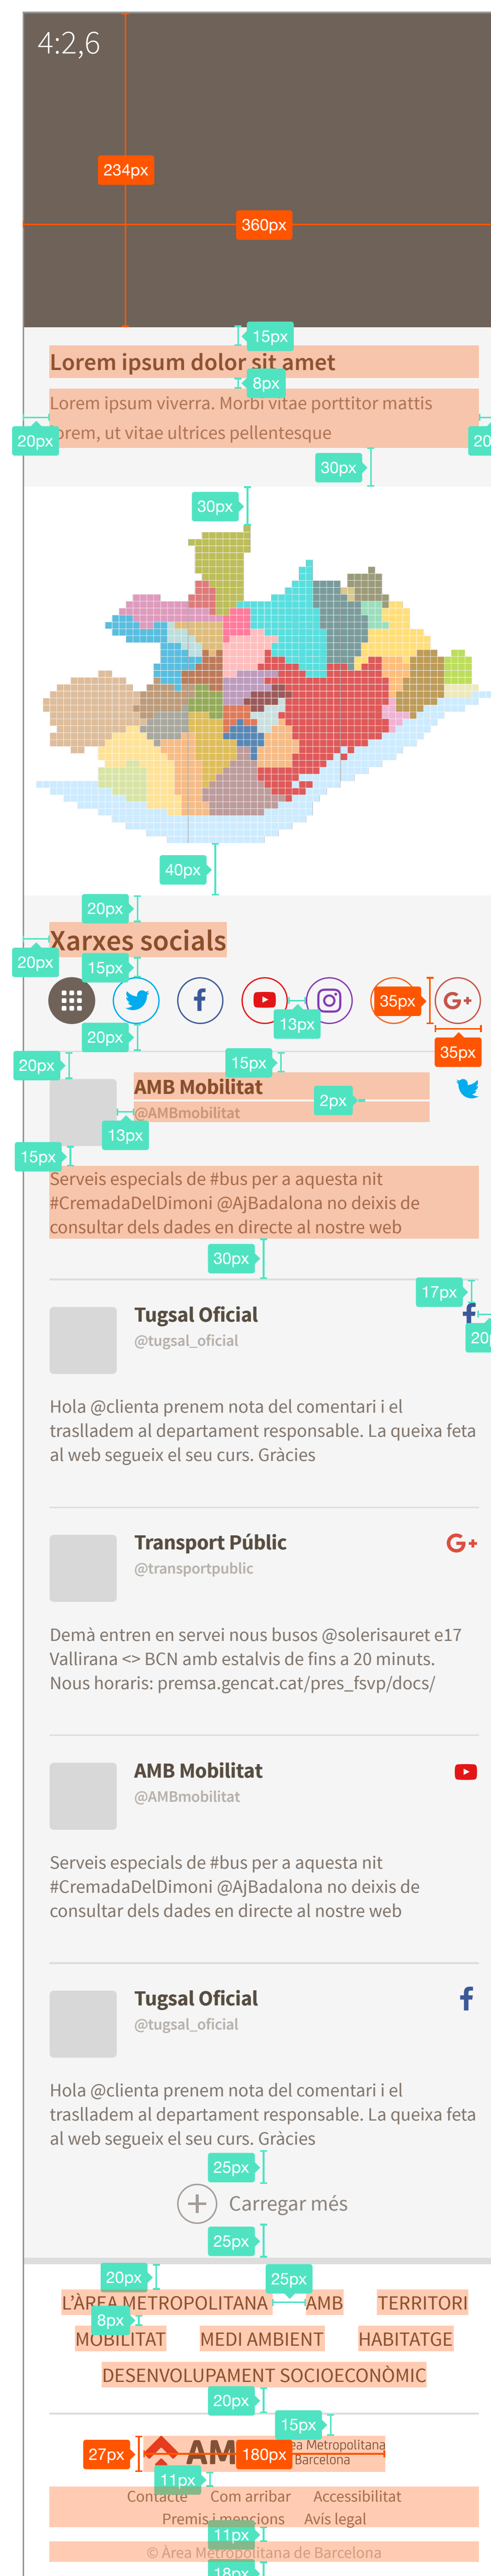 4:2,6
234px
360px
15px
Lorem ipsum dolor sit amet
8px
Lorem ipsum viverra. Morbi vitae porttitor mattis
lorem, ut vitae ultrices pellentesque
20px
20
30px
30px
40px
20px
Xarxes socials
20px
15px
35px
13px
20px
35px
20px
15px
AMB Mobilitat
2px
@AMBmobilitat
13px
15px
Serveis especials de #bus per a aquesta nit
#CremadaDelDimoni @AjBadalona no deixis de
consultar dels dades en directe al nostre web
30px
17px
Tugsal Oficial
20
@tugsal_oficial
Hola @clienta prenem nota del comentari i el
traslladem al departament responsable. La queixa feta
al web segueix el seu curs. Gràcies
Transport Públic
G+
@transportpublic
Demà entren en servei nous busos @solerisauret e17
Vallirana <> BCN amb estalvis de fins a 20 minuts.
Nous horaris: premsa.gencat.cat/pres_fsvp/docs/
AMB Mobilitat
@AMBmobilitat
Serveis especials de #bus per a aquesta nit
#CremadaDelDimoni @AjBadalona no deixis de
consultar dels dades en directe al nostre web
Tugsal Oficial
@tugsal_oficial
Hola @clienta prenem nota del comentari i el
traslladem al departament responsable. La queixa feta
al web segueix el seu curs. Gràcies
25px
Carregar més
25px
20px
25px
L'ÀREA METROPOLITANA AMB TERRITORI
8px
MOBILITAT MEDI AMBIENT HABITATGE
DESENVOLUPAMENT SOCIOECONÒMIC
20px
15px
27px
180px
Metropolitana
Barcelona
11px
Contacte Com arribar Accessibilitat
Premis i mencions Avís legal
11px
© Àrea Metropolitana de Barcelona
18px